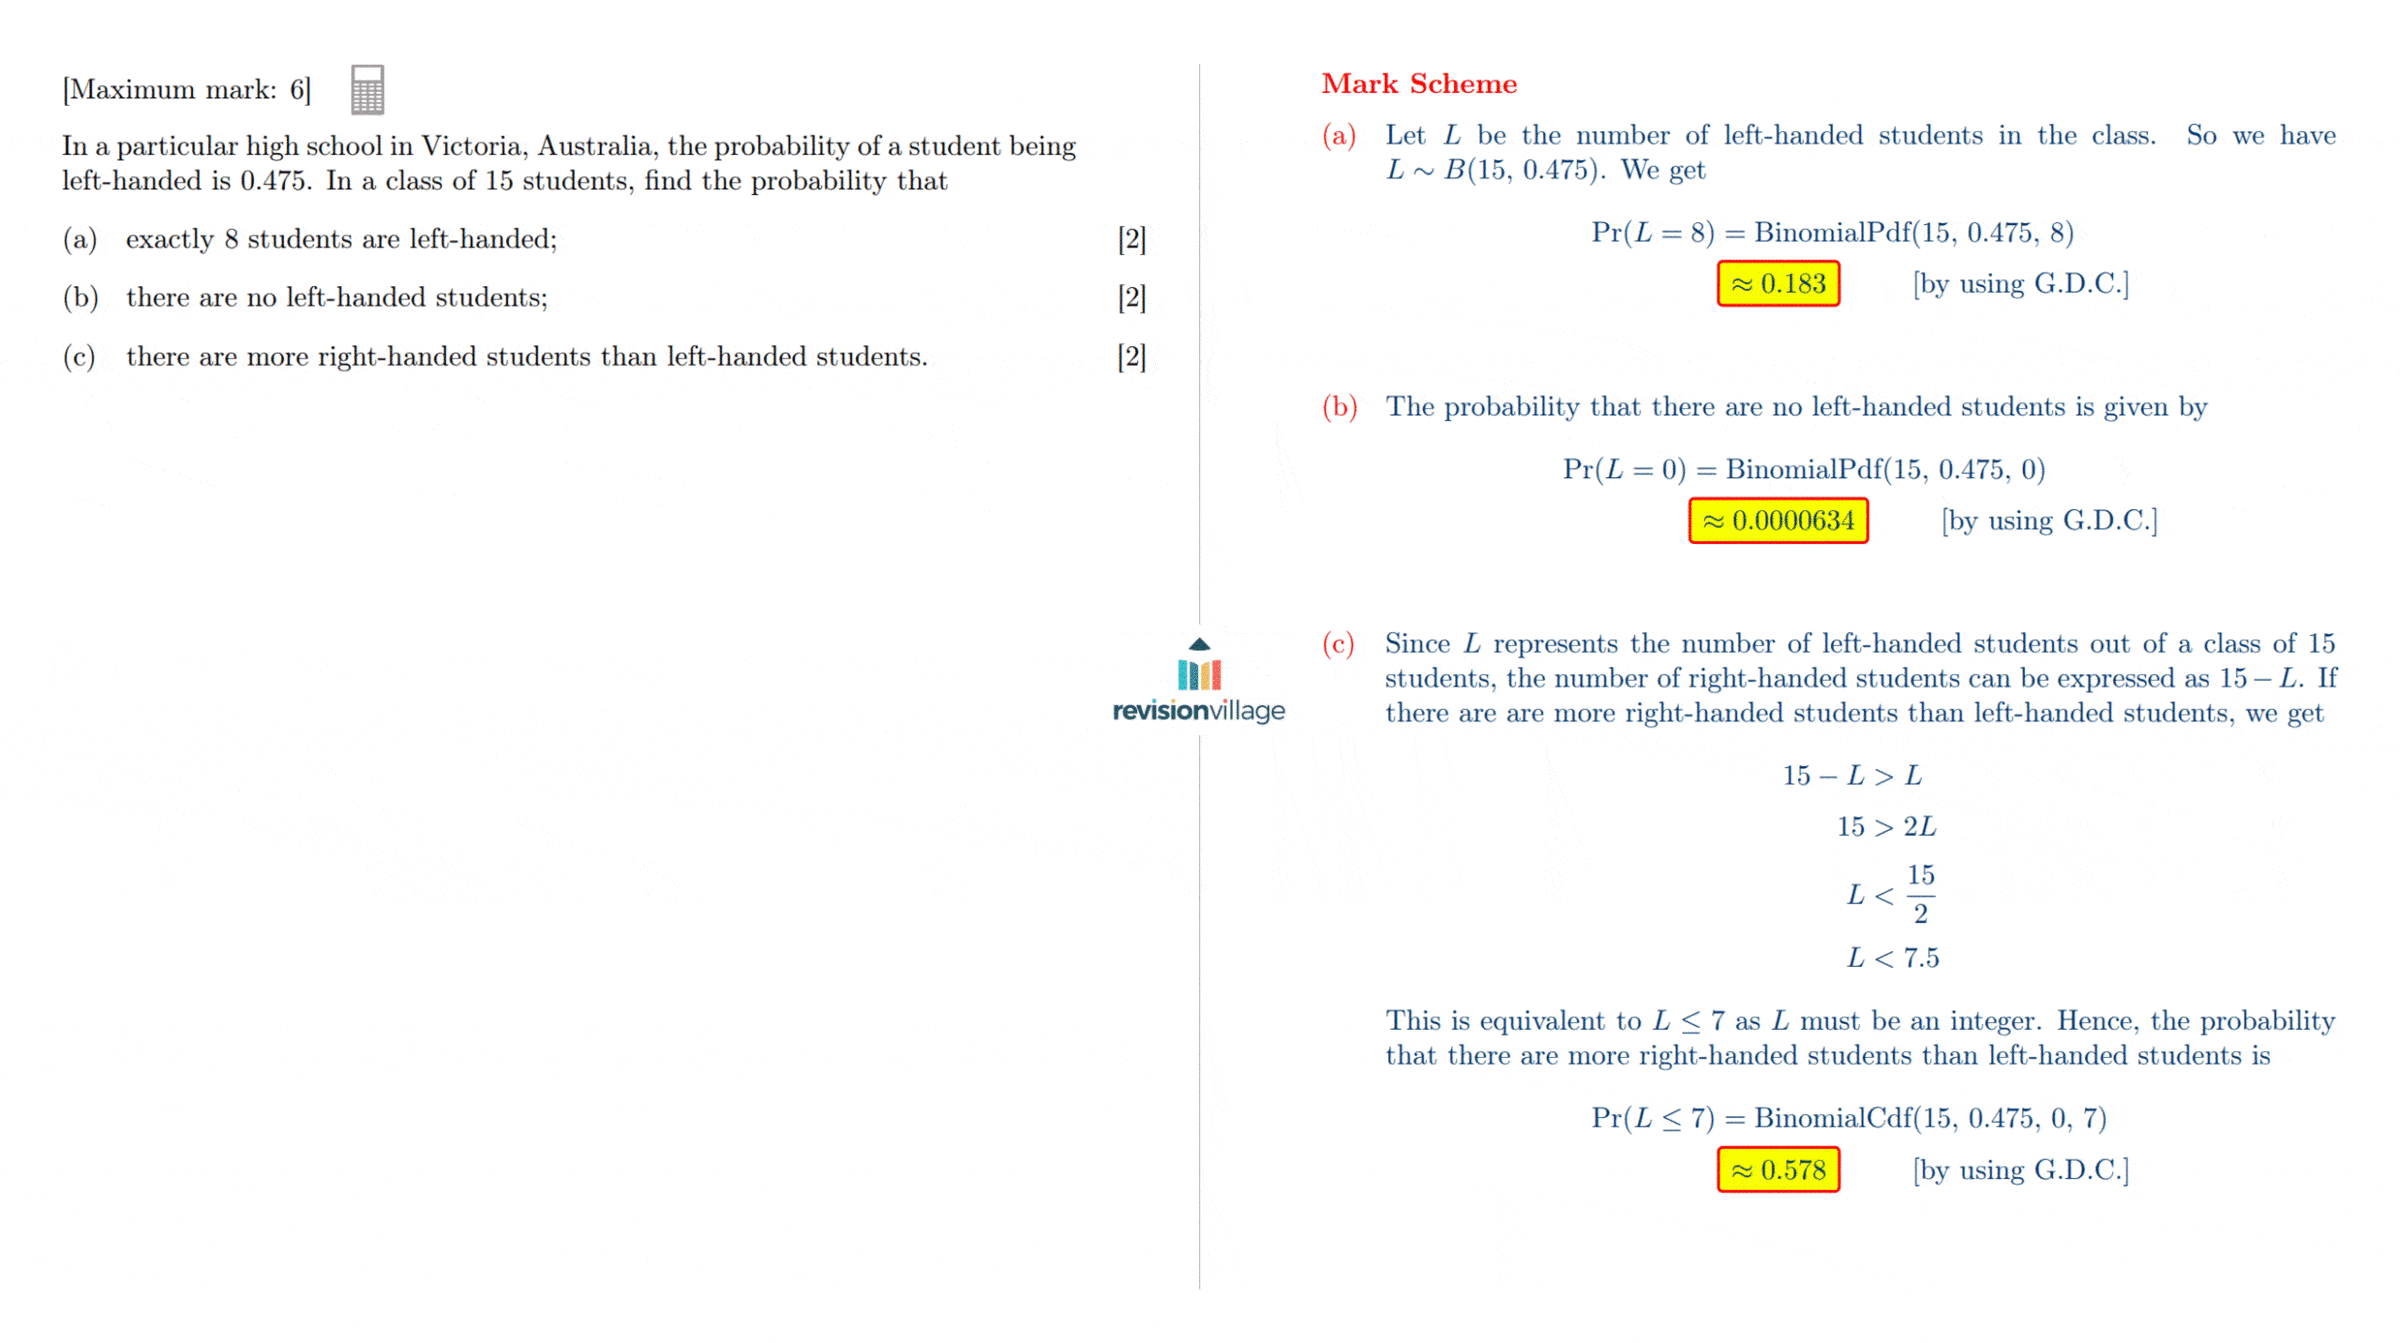 [Maximum mark: 6]
In a particular high school in Victoria, Australia, the probability of a student being
left-handed is 0.475. In a class of 15 students, find the probability that
(a) exactly 8 students are left-handed; [2]
(b) there are no left-handed students; [2]
(c) there are more right-handed students than left-handed students. [2]
revisionvillage
Mark Scheme
(a) Let L be the number of left-handed students in the class. So we have
L ∼ B(15, 0.475). We get
Pr(L = 8) = BinomialPdf(15, 0.475, 8)
≈ 0.183 [by using G.D.C.]
(b) The probability that there are no left-handed students is given by
Pr(L = 0) = BinomialPdf(15, 0.475, 0)
≈ 0.0000634 [by using G.D.C.]
(c) Since L represents the number of left-handed students out of a class of 15
students, the number of right-handed students can be expressed as 15 − L. If
there are are more right-handed students than left-handed students, we get
15 − L > L
15 > 2L
L < 15/2
L < 7.5
This is equivalent to L ≤ 7 as L must be an integer. Hence, the probability
that there are more right-handed students than left-handed students is
Pr(L ≤ 7) = BinomialCdf(15, 0.475, 0, 7)
≈ 0.578 [by using G.D.C.]